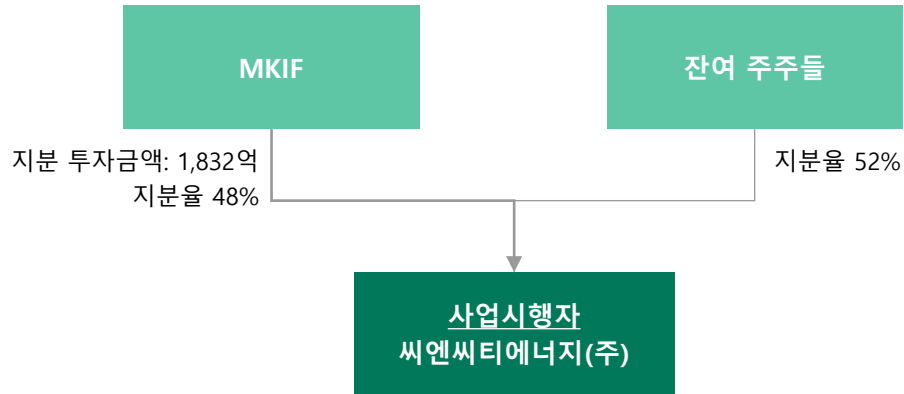 MKIF
잔여 주주들
지분 투자금액: 1,832억
지분율 48%
지분율 52%
사업시행자
씨엔씨티에너지(주)